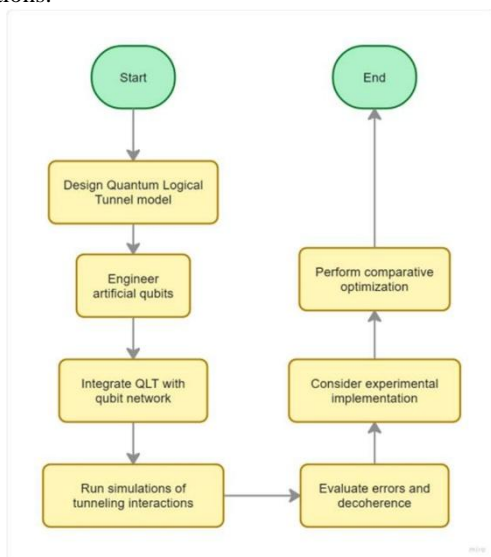 Start
Design Quantum Logical
Tunnel model
Engineer
artificial qubits
Integrate QLT with
qubit network
Run simulations of
tunneling interactions
Evaluate errors and
decoherence
Consider experimental
implementation
Perform comparative
optimization
End
miro